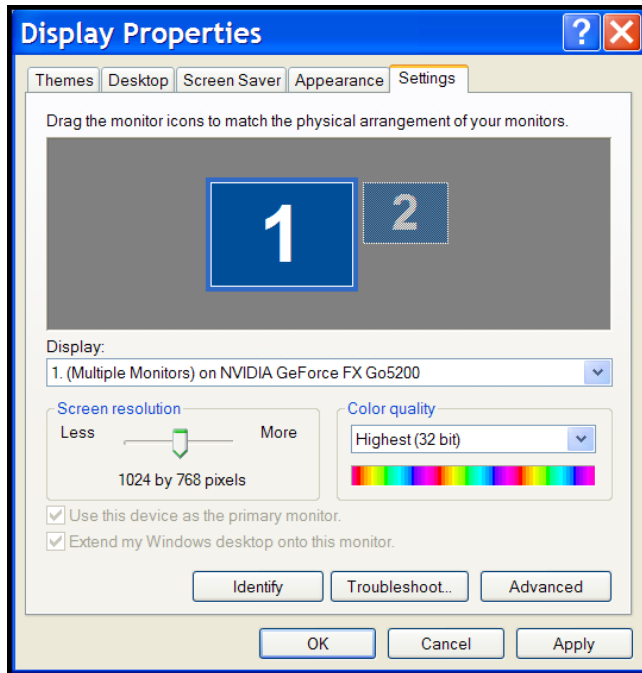 Display Properties
Themes Desktop Screen Saver Appearance Settings
Drag the monitor icons to match the physical arrangement of your monitors.
1 2
Display:
1. (Multiple Monitors) on NVIDIA GeForce FX Go5200
Screen resolution
Less More
1024 by 768 pixels
Color quality
Highest (32 bit)
Use this device as the primary monitor.
Extend my Windows desktop onto this monitor.
Identify Troubleshoot... Advanced
OK Cancel Apply